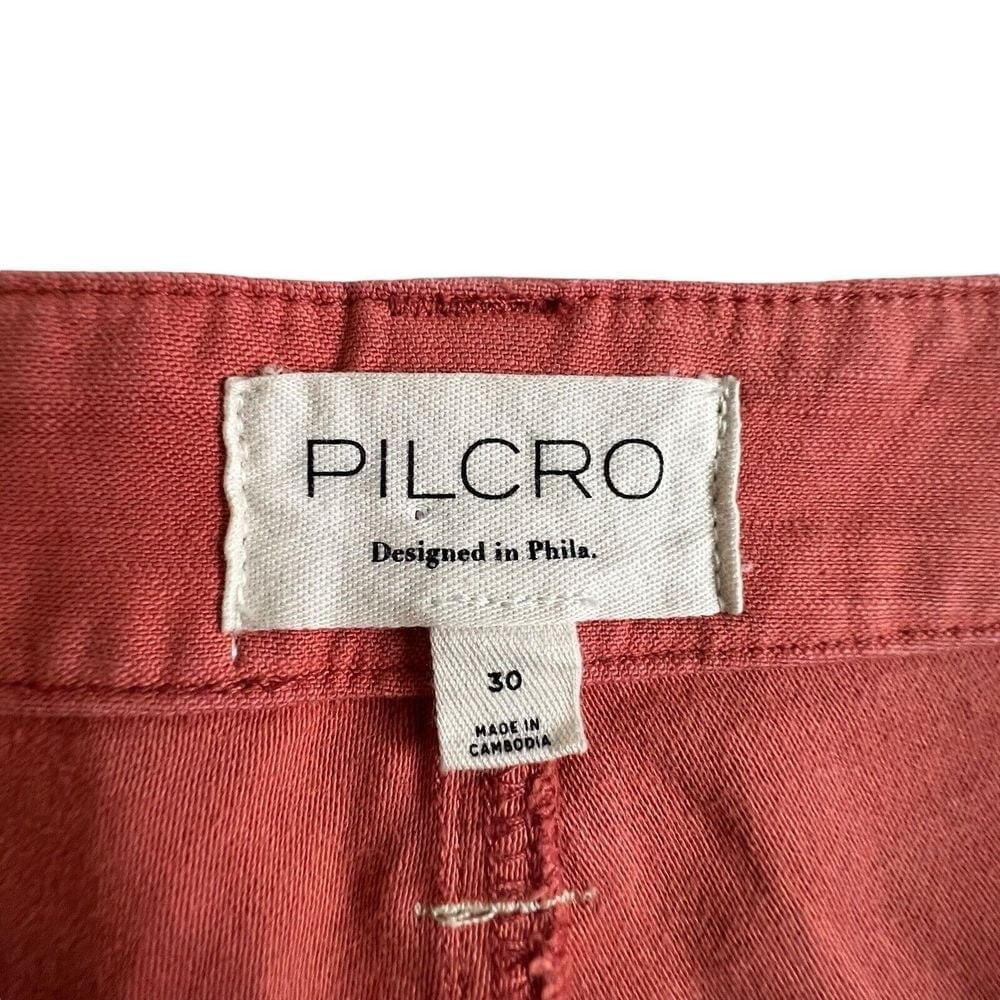 PILCRO
Designed in Phila.
30
MADE IN
CAMBODIA